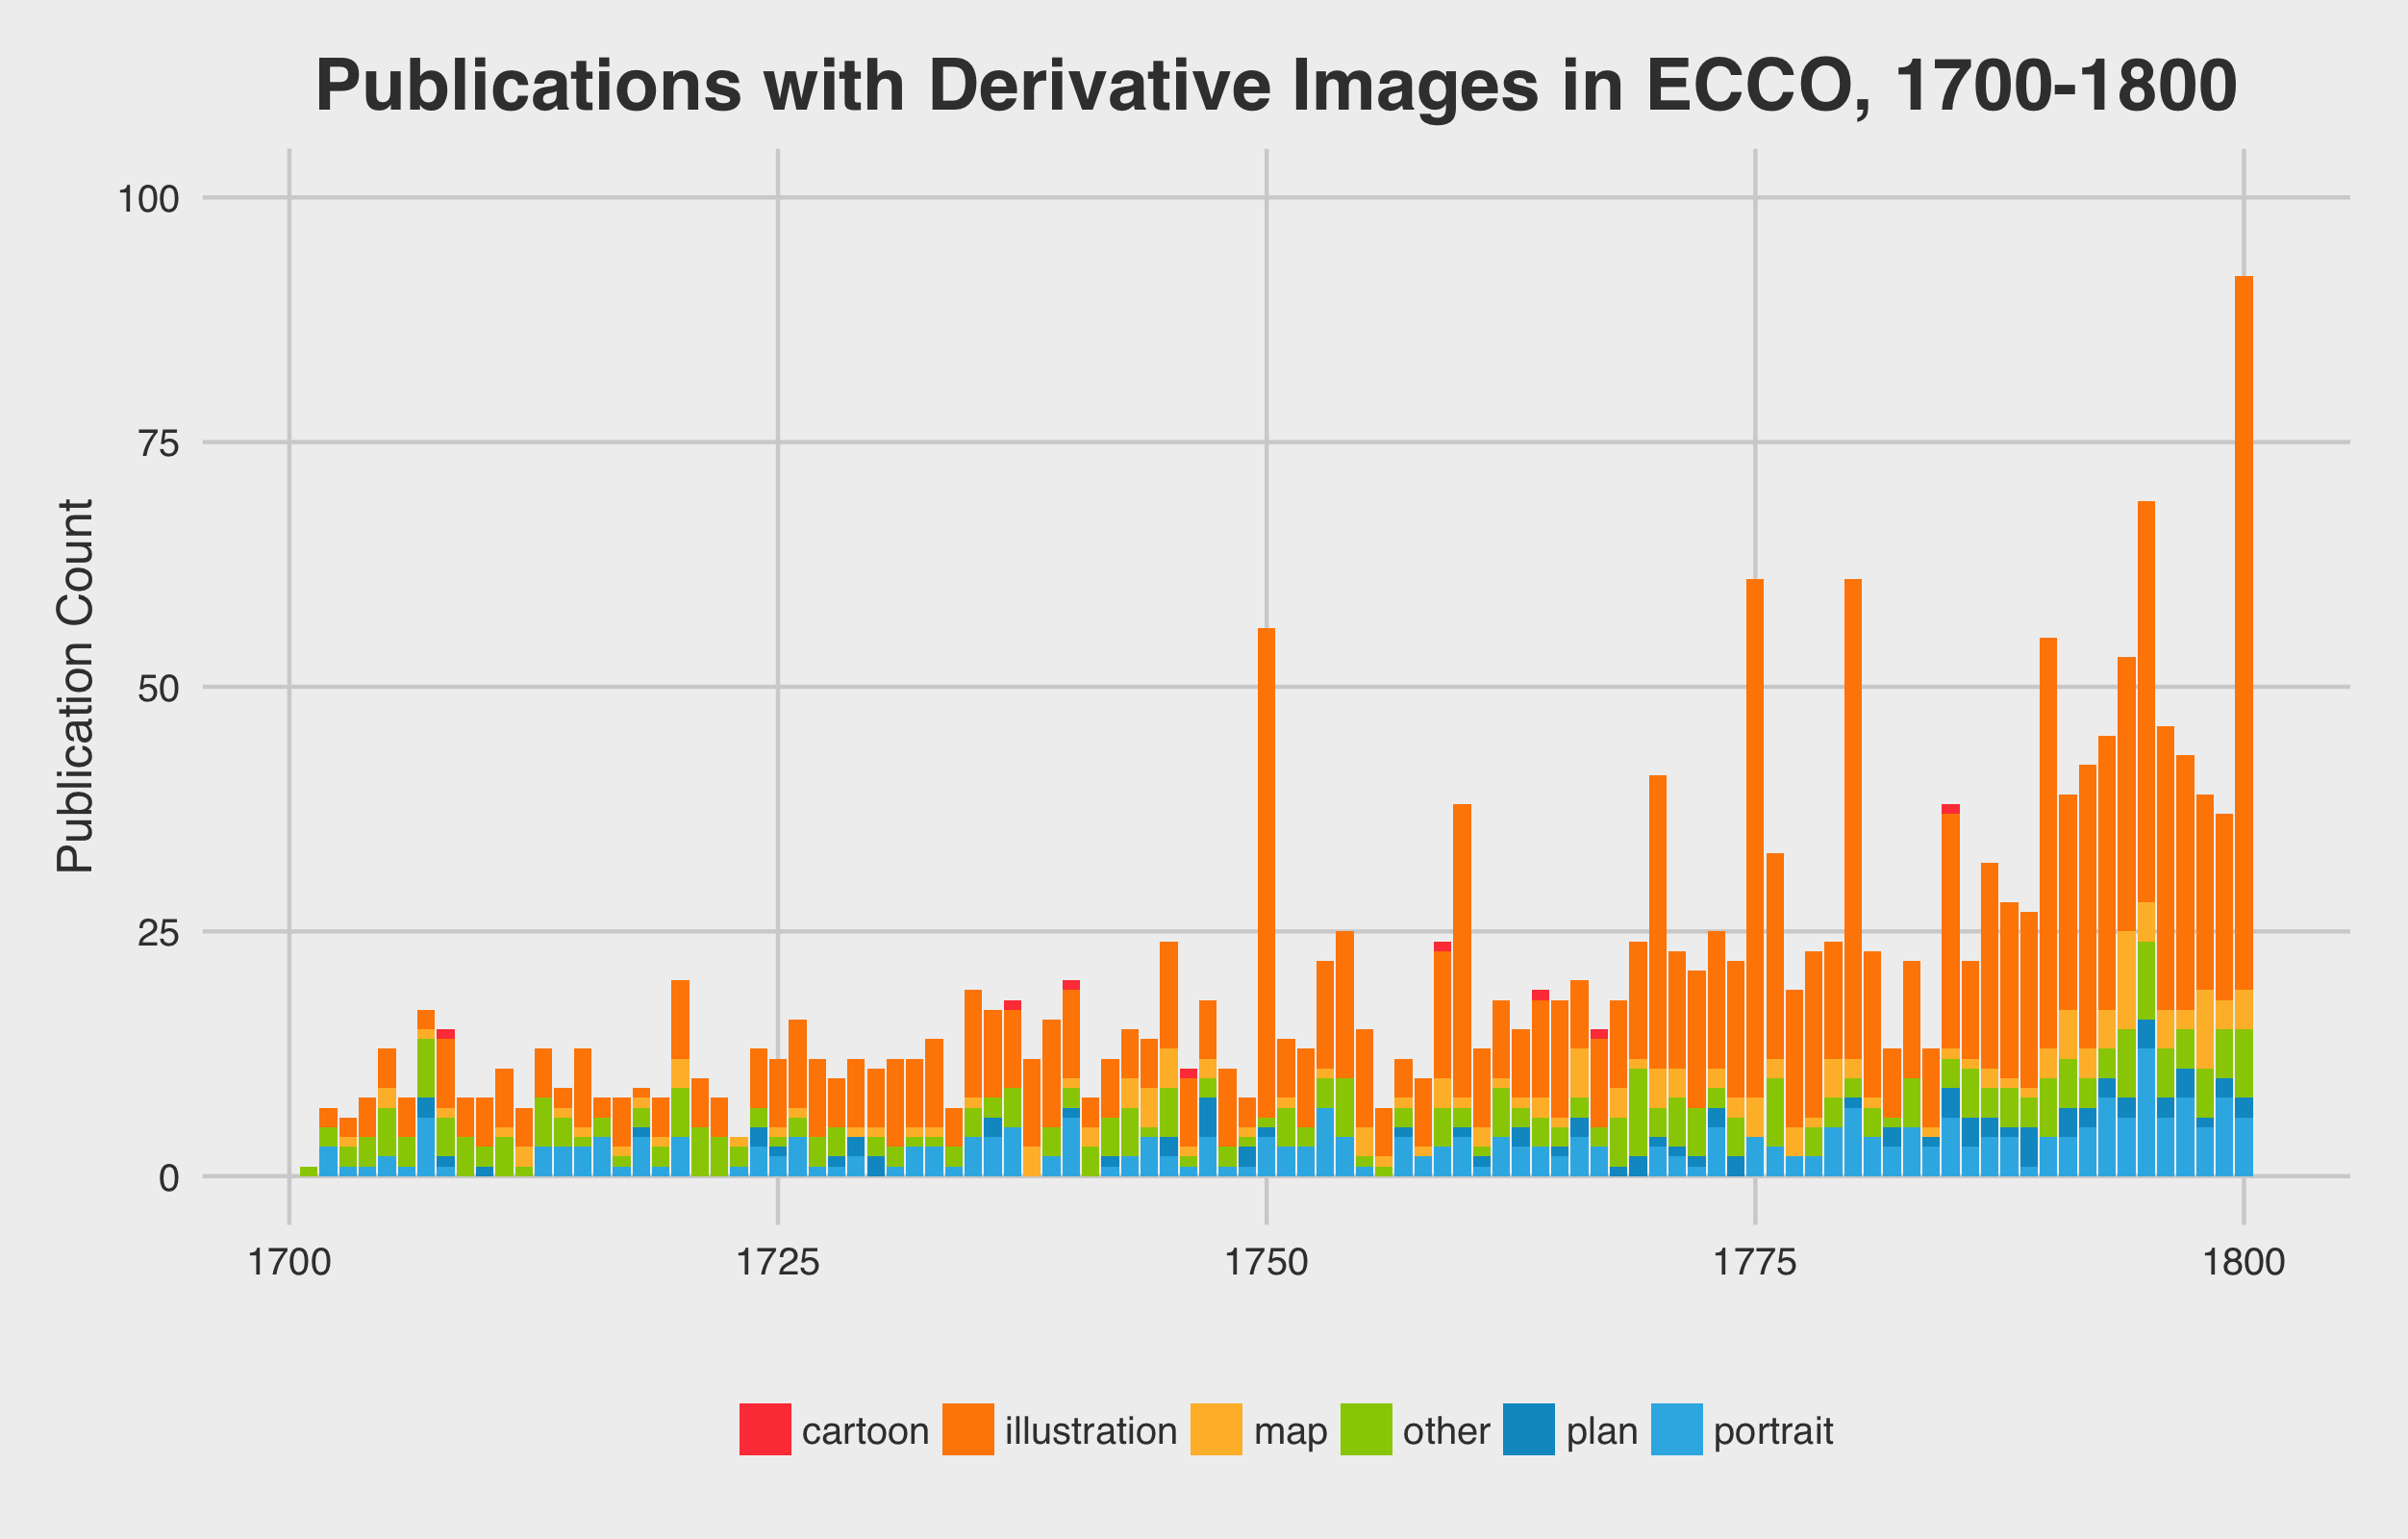 Publications with Derivative Images in ECCO, 1700-1800
Publication Count
100
75
50
25
0
1700 1725 1750 1775 1800
cartoon illustration map other plan portrait